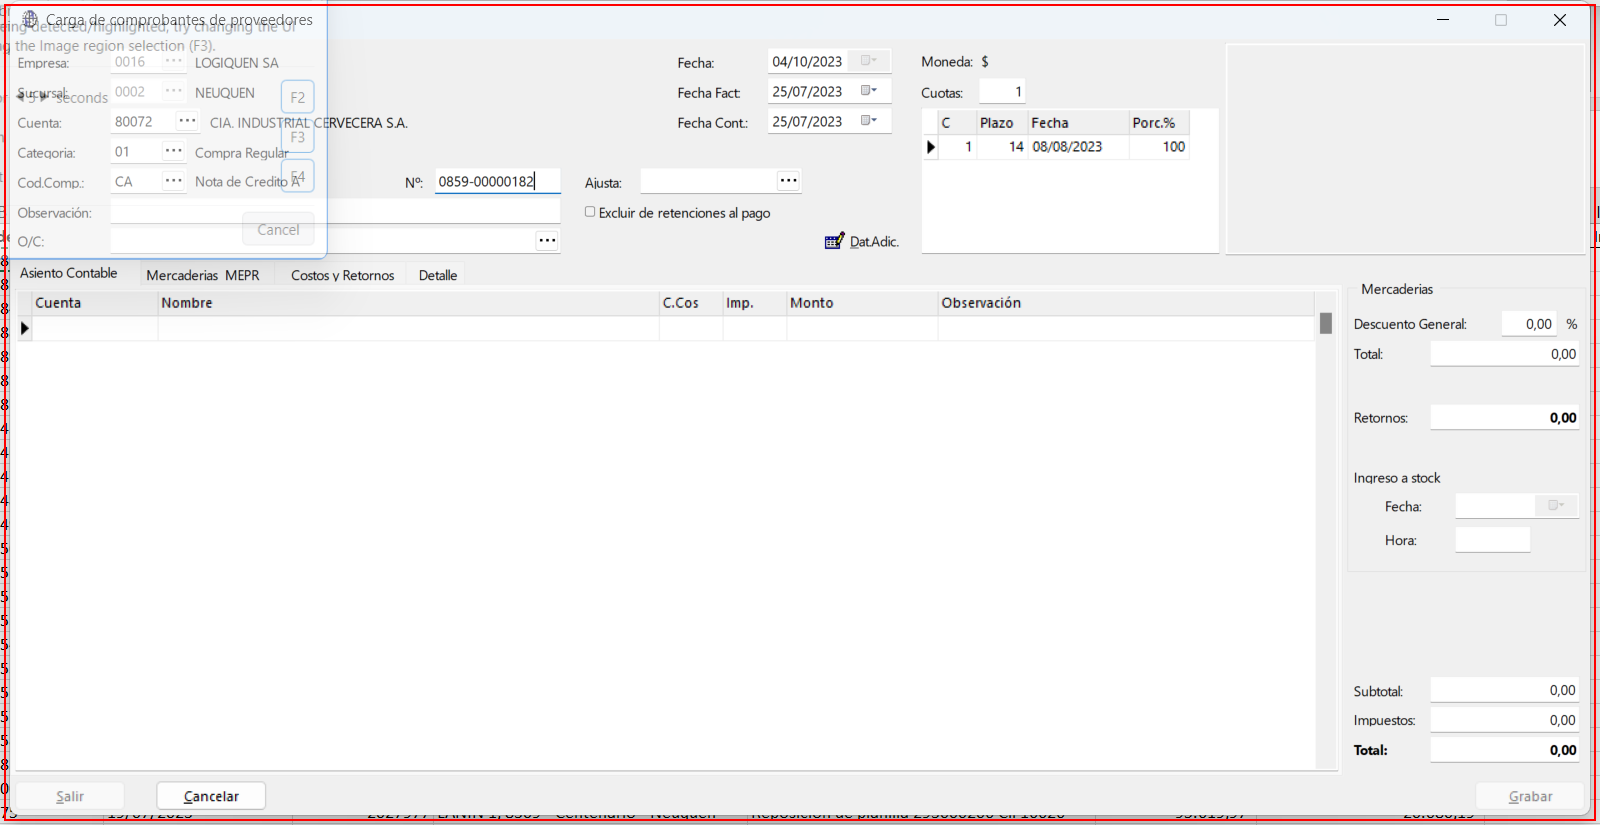 Carga de comprobantes de proveedores
being detected/highlighted, try changing the UI
the Image region selection (F3).
Empresa: 0016 ... LOGIQUEN SA
Sucursal: 0002 ... NEUQUEN
5 seconds
F2
Cuenta: 80072 ... CIA. INDUSTRIAL CERVECERA S.A.
F3
Categoria: 01 ... Compra Regular
Cod.Comp.: CA ... Nota de Credito A
F4
Nº: 0859-00000182
Ajusta: ...
Observación:
Excluir de retenciones al pago
Cancel
O/C: ...
Dat.Adic.
Fecha: 04/10/2023
Fecha Fact: 25/07/2023
Fecha Cont.: 25/07/2023
Moneda: $
Cuotas: 1
C Plazo Fecha Porc.%
1 14 08/08/2023 100
Asiento Contable Mercaderias MEPR Costos y Retornos Detalle
Cuenta Nombre C.Cos Imp. Monto Observación
Mercaderias
Descuento General: 0,00 %
Total: 0,00
Retornos: 0,00
Ingreso a stock
Fecha:
Hora:
Subtotal: 0,00
Impuestos: 0,00
Total: 0,00
Salir Cancelar Grabar